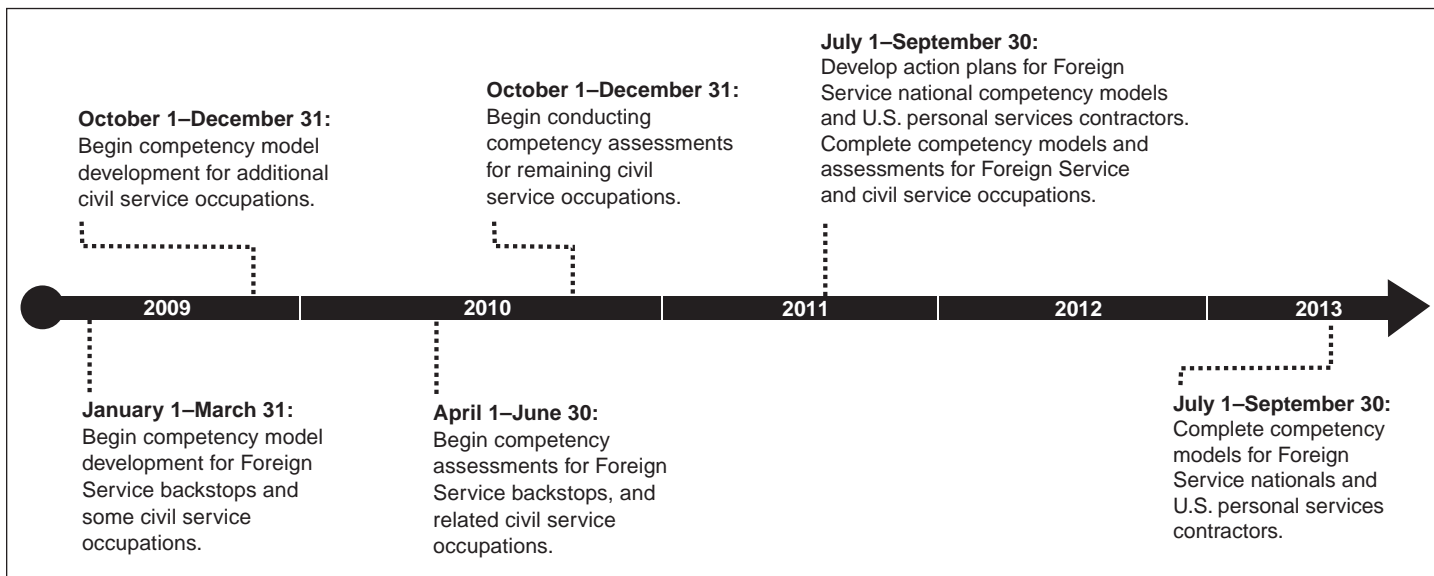 July 1–September 30:
Develop action plans for Foreign
Service national competency models
and U.S. personal services contractors.
Complete competency models and
assessments for Foreign Service
and civil service occupations.
October 1–December 31:
Begin conducting
competency assessments
for remaining civil
service occupations.
October 1–December 31:
Begin competency model
development for additional
civil service occupations.
2009 2010 2011 2012 2013
January 1–March 31:
Begin competency model
development for Foreign
Service backstops and
some civil service
occupations.
April 1–June 30:
Begin competency
assessments for Foreign
Service backstops, and
related civil service
occupations.
July 1–September 30:
Complete competency
models for Foreign
Service nationals and
U.S. personal services
contractors.